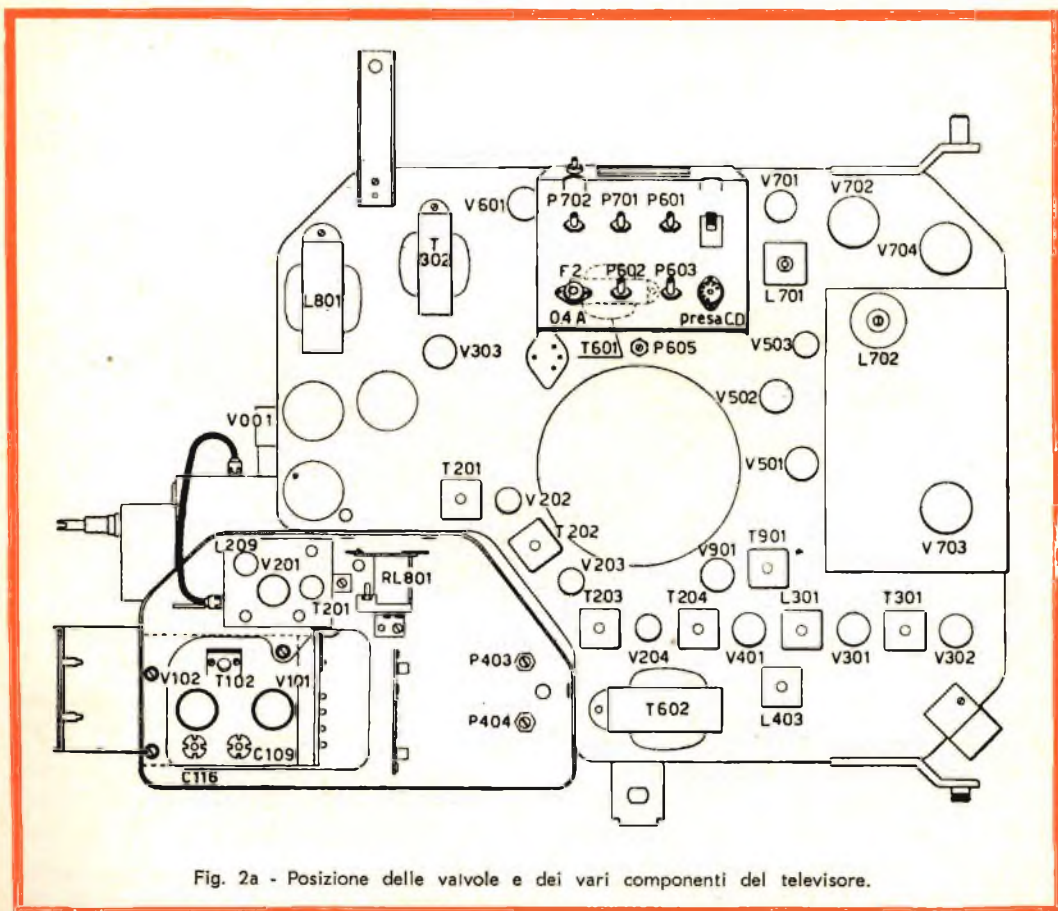 V601
P702 P701 P601
V701
V702
V704
T
302
L801
F2 P602 P603
L701
0.4 A
presa C.D
T601
P605
V303
V503
L702
V001
V502
V501
T201
V202
T202
V703
L209
V201
V203
V901
T901
T201
RL801
T203
T204
L301
T301
V204
V401
V301
V302
P403
V102
T102
V101
L403
P404
T602
C109
C116
Fig. 2a - Posizione delle valvole e dei vari componenti del televisore.